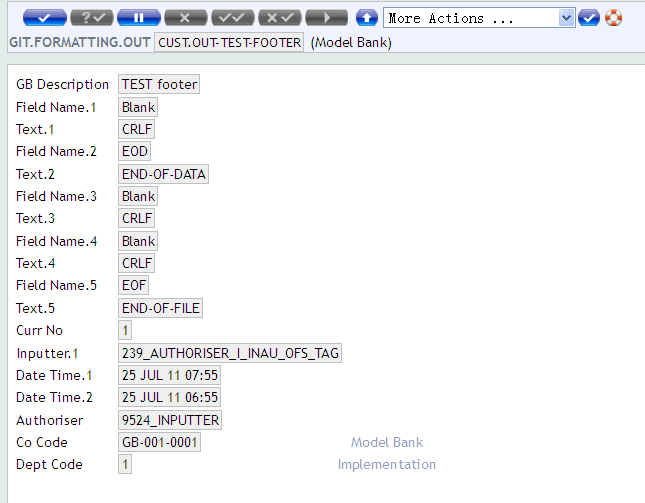 More Actions ...
GIT.FORMATTING.OUT CUST.OUT-TEST-FOOTER (Model Bank)
GB Description TEST footer
Field Name.1 Blank
Text.1 CRLF
Field Name.2 EOD
Text.2 END-OF-DATA
Field Name.3 Blank
Text.3 CRLF
Field Name.4 Blank
Text.4 CRLF
Field Name.5 EOF
Text.5 END-OF-FILE
Curr No 1
Inputter.1 239_AUTHORISER_I_INAU_OFS_TAG
Date Time.1 25 JUL 11 07:55
Date Time.2 25 JUL 11 06:55
Authoriser 9524_INPUTTER
Co Code GB-001-0001 Model Bank
Dept Code 1 Implementation